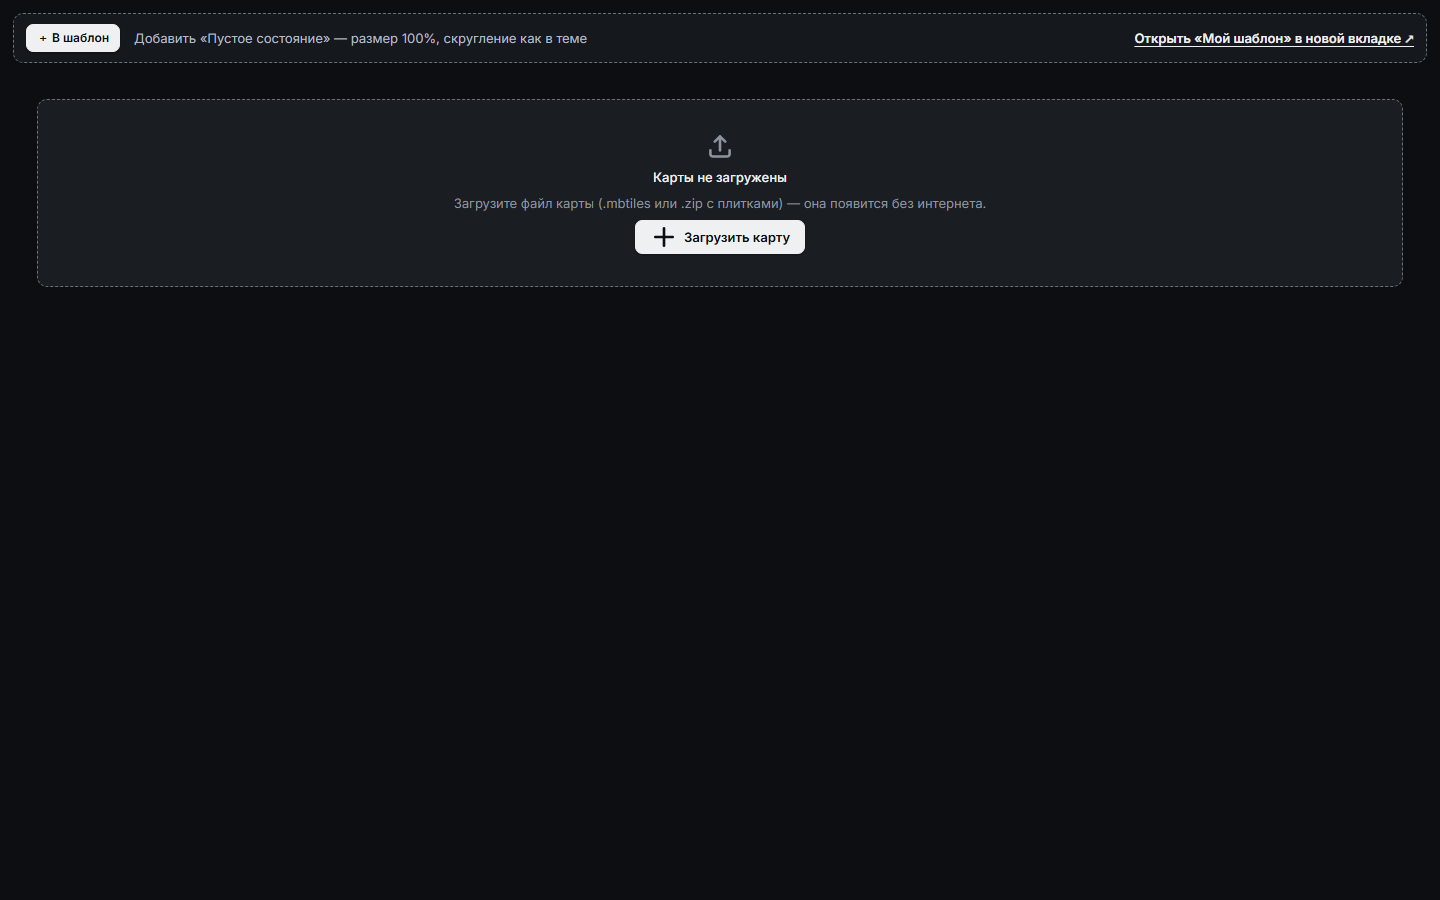 + В шаблон
Добавить «Пустое состояние» — размер 100%, скругление как в теме
Открыть «Мой шаблон» в новой вкладке ↗
Карты не загружены
Загрузите файл карты (.mbtiles или .zip с плитками) — она появится без интернета.
Загрузить карту